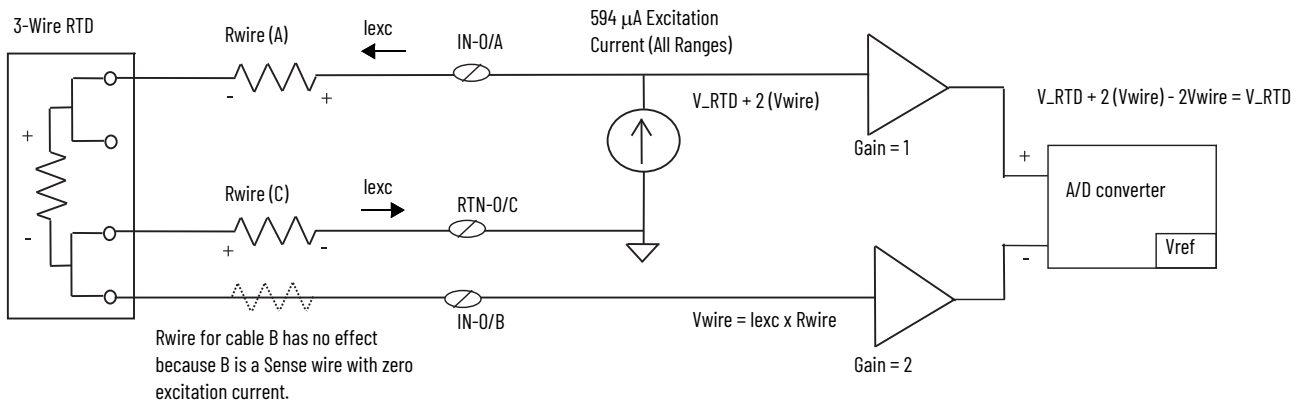 3-Wire RTD
Rwire (A)
Iexc
IN-0/A
594 µA Excitation
Current (All Ranges)
V_RTD + 2 (Vwire)
Gain = 1
V_RTD + 2 (Vwire) - 2Vwire = V_RTD
+
-
+
+
-
A/D converter
Vref
-
Rwire (C)
Iexc
RTN-0/C
+
-
IN-0/B
Vwire = Iexc x Rwire
Gain = 2
Rwire for cable B has no effect
because B is a Sense wire with zero
excitation current.